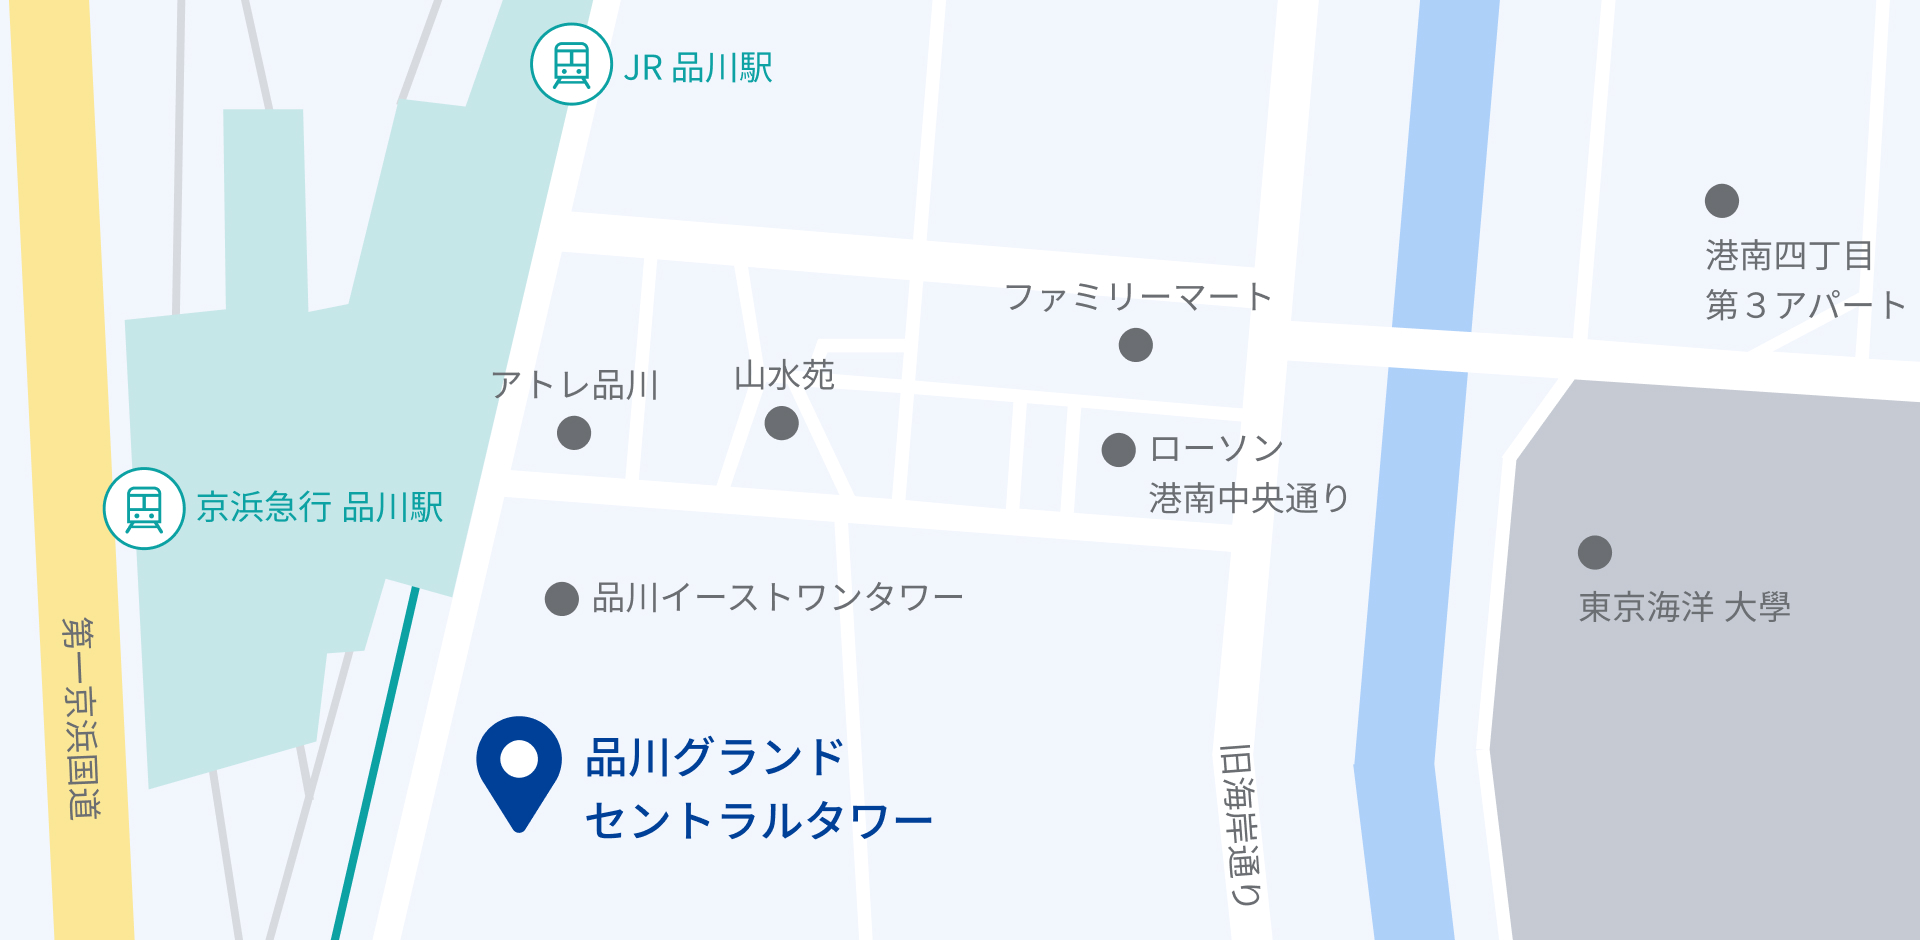 JR 品川駅
港南四丁目
第３アパート
ファミリーマート
アトレ品川
山水苑
ローソン
港南中央通り
京浜急行 品川駅
東京海洋 大學
品川イーストワンタワー
第一京浜国道
品川グランド
セントラルタワー
旧海岸通り